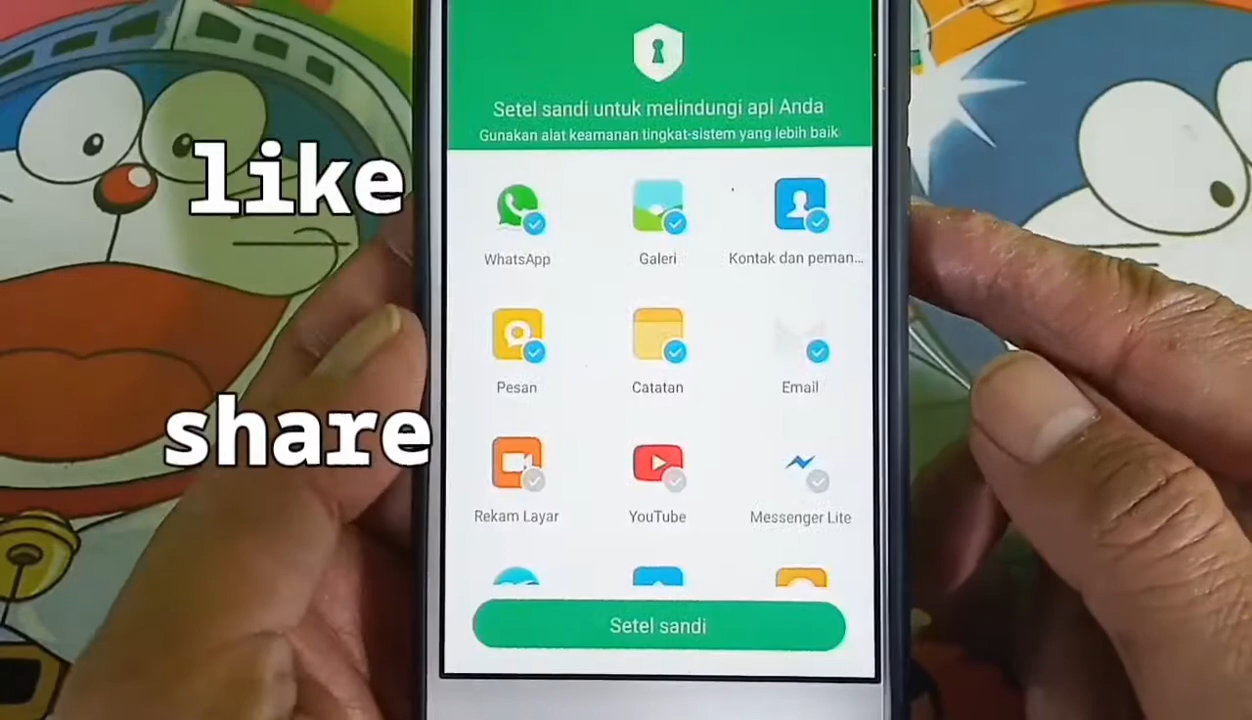 Setel sandi untuk melindungi apl Anda
Gunakan alat keamanan tingkat-sistem yang lebih baik
like
WhatsApp
Galeri
Kontak dan peman...
Pesan
Catatan
Email
share
Rekam Layar
YouTube
Messenger Lite
Setel sandi